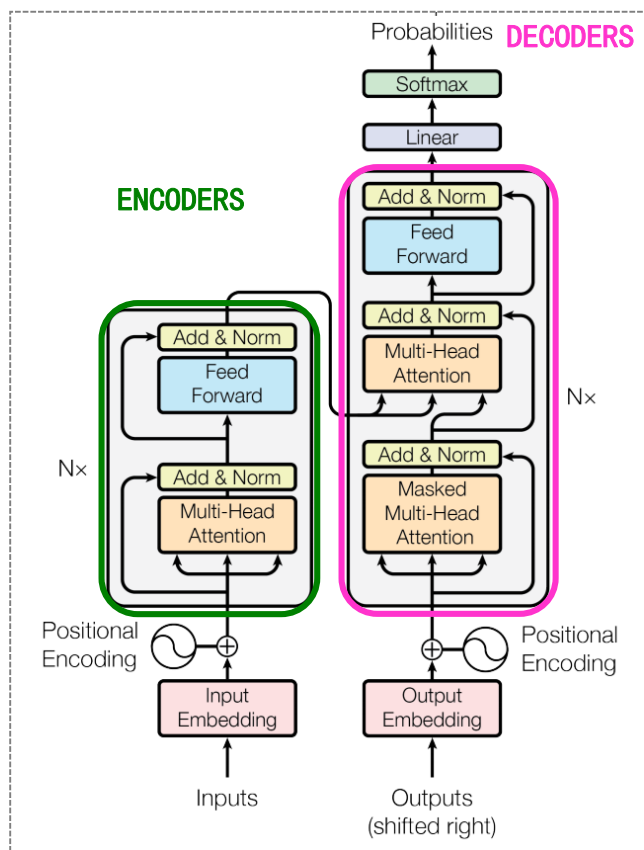 Probabilities
DECODERS
Softmax
Linear
ENCODERS
Add & Norm
Feed
Forward
Add & Norm
Multi-Head
Attention
Add & Norm
Masked
Multi-Head
Attention
N×
Add & Norm
Feed
Forward
Add & Norm
Multi-Head
Attention
N×
Positional
Encoding
Positional
Encoding
Input
Embedding
Output
Embedding
Inputs
Outputs
(shifted right)